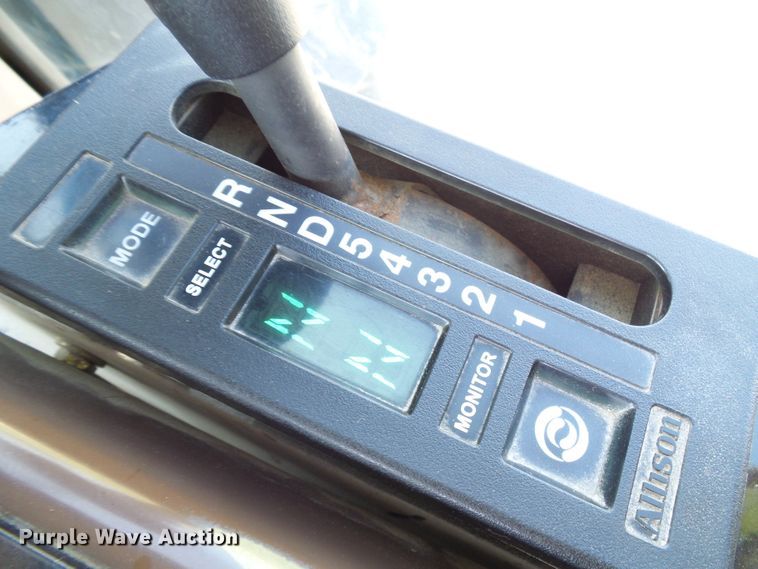 R N D 5 4 3 2 1
MODE
SELECT
N N
MONITOR
Allison
Purple Wave Auction